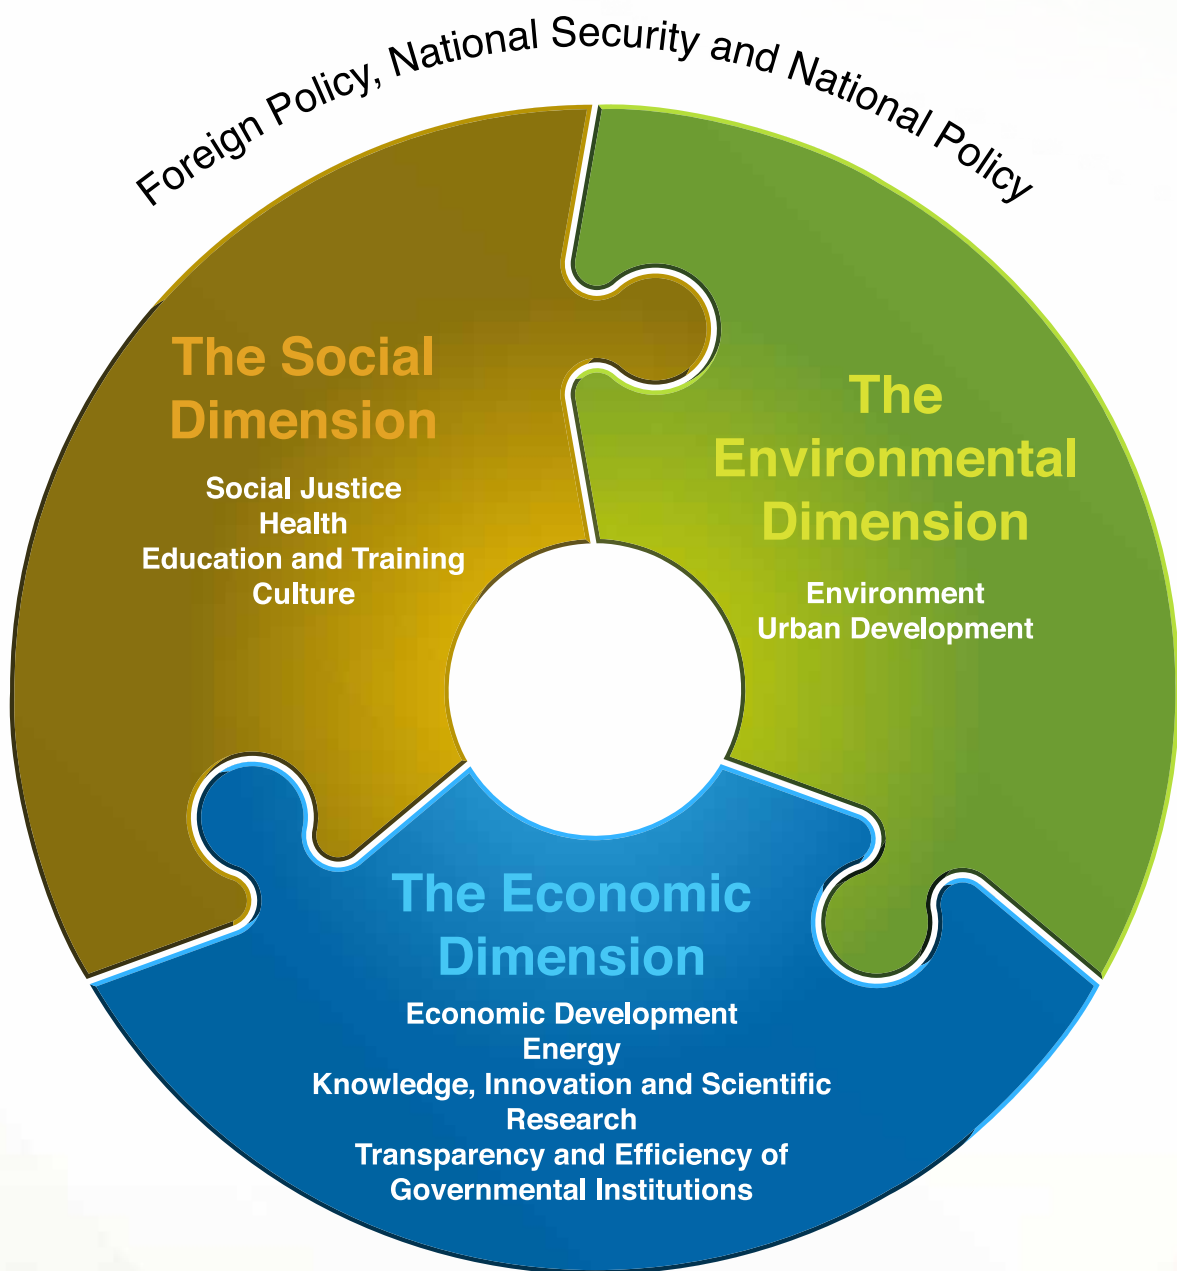 Foreign Policy, National Security and National Policy
The Social
Dimension
Social Justice
Health
Education and Training
Culture
The
Environmental
Dimension
Environment
Urban Development
The Economic
Dimension
Economic Development
Energy
Knowledge, Innovation and Scientific
Research
Transparency and Efficiency of
Governmental Institutions